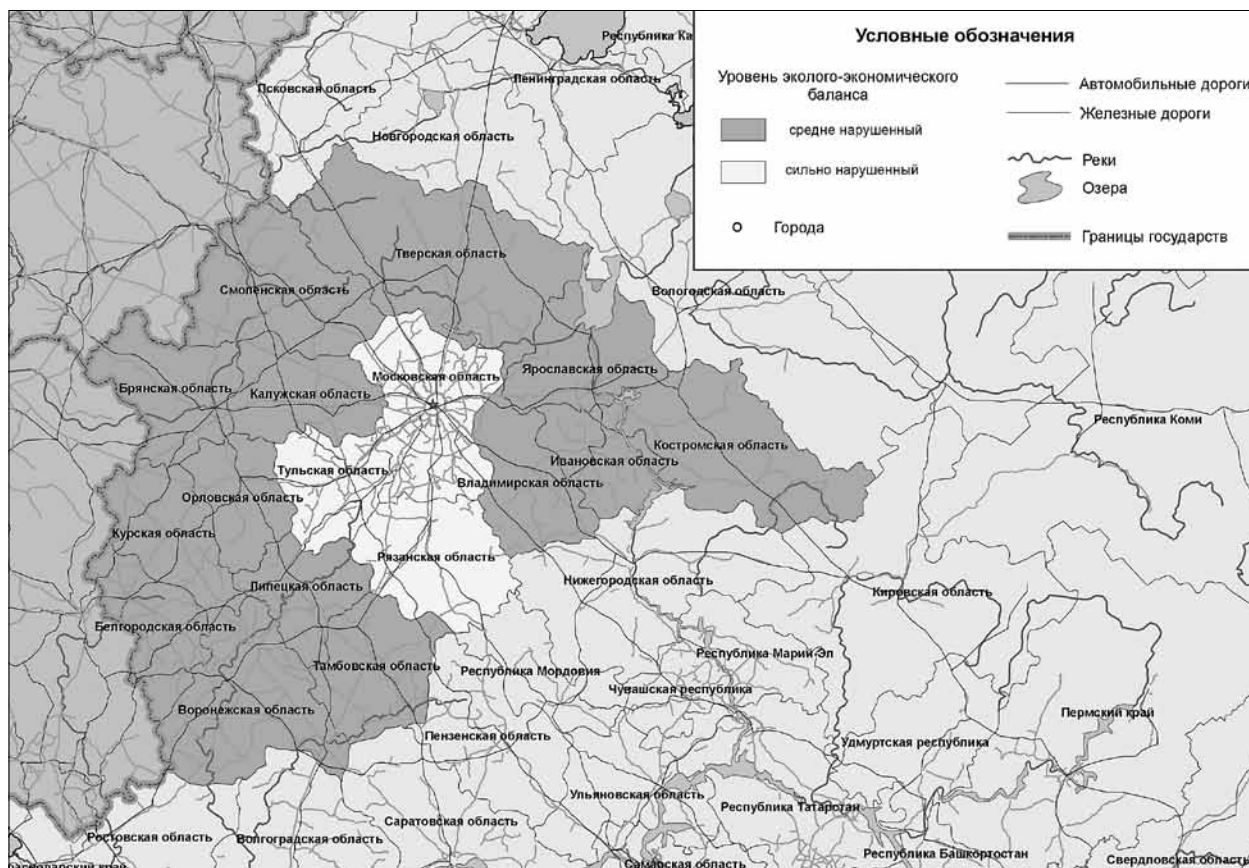 Условные обозначения
Уровень эколого-экономического
баланса
средне нарушенный
сильно нарушенный
Города
Автомобильные дороги
Железные дороги
Реки
Озера
Границы государств
Республика Ка
Ленинградская область
Псковская область
Новгородская область
Тверская область
Смоленская область
Вологодская область
Московская область
Ярославская область
Брянская область
Калужская область
Республика Коми
Костромская область
Ивановская область
Тульская область
Владимирская область
Орловская область
Курская область
Рязанская область
Липецкая область
Нижегородская область
Кировская область
Белгородская область
Тамбовская область
Республика Мордовия
Республика Марий-Эл
Чувашская республика
Воронежская область
Пермский край
Пензенская область
Удмуртская республика
Ульяновская область
Республика Татарстан
Саратовская область
Ростовская область
Волгоградская область
Республика Башкортостан
Самарская область
Свердловская область